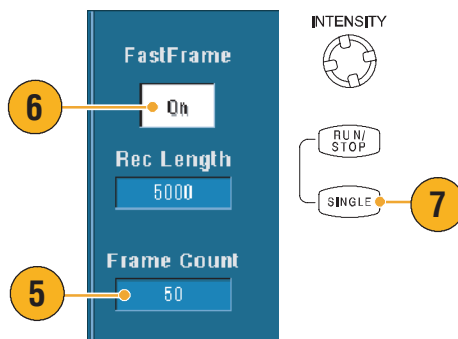 INTENSITY
FastFrame
6
On
RUN/
STOP
Rec Length
5000
SINGLE
7
Frame Count
5
50